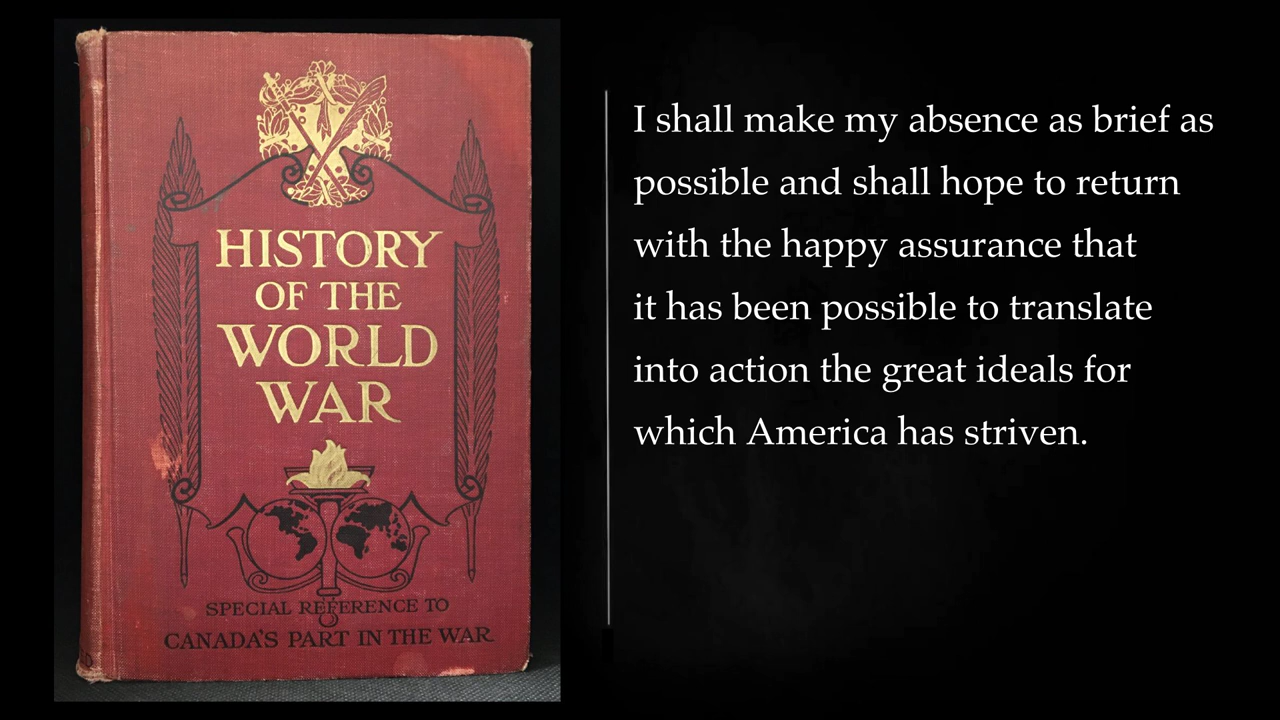 HISTORY
OF THE
WORLD
WAR
SPECIAL REFERENCE TO
CANADA'S PART IN THE WAR
I shall make my absence as brief as
possible and shall hope to return
with the happy assurance that
it has been possible to translate
into action the great ideals for
which America has striven.